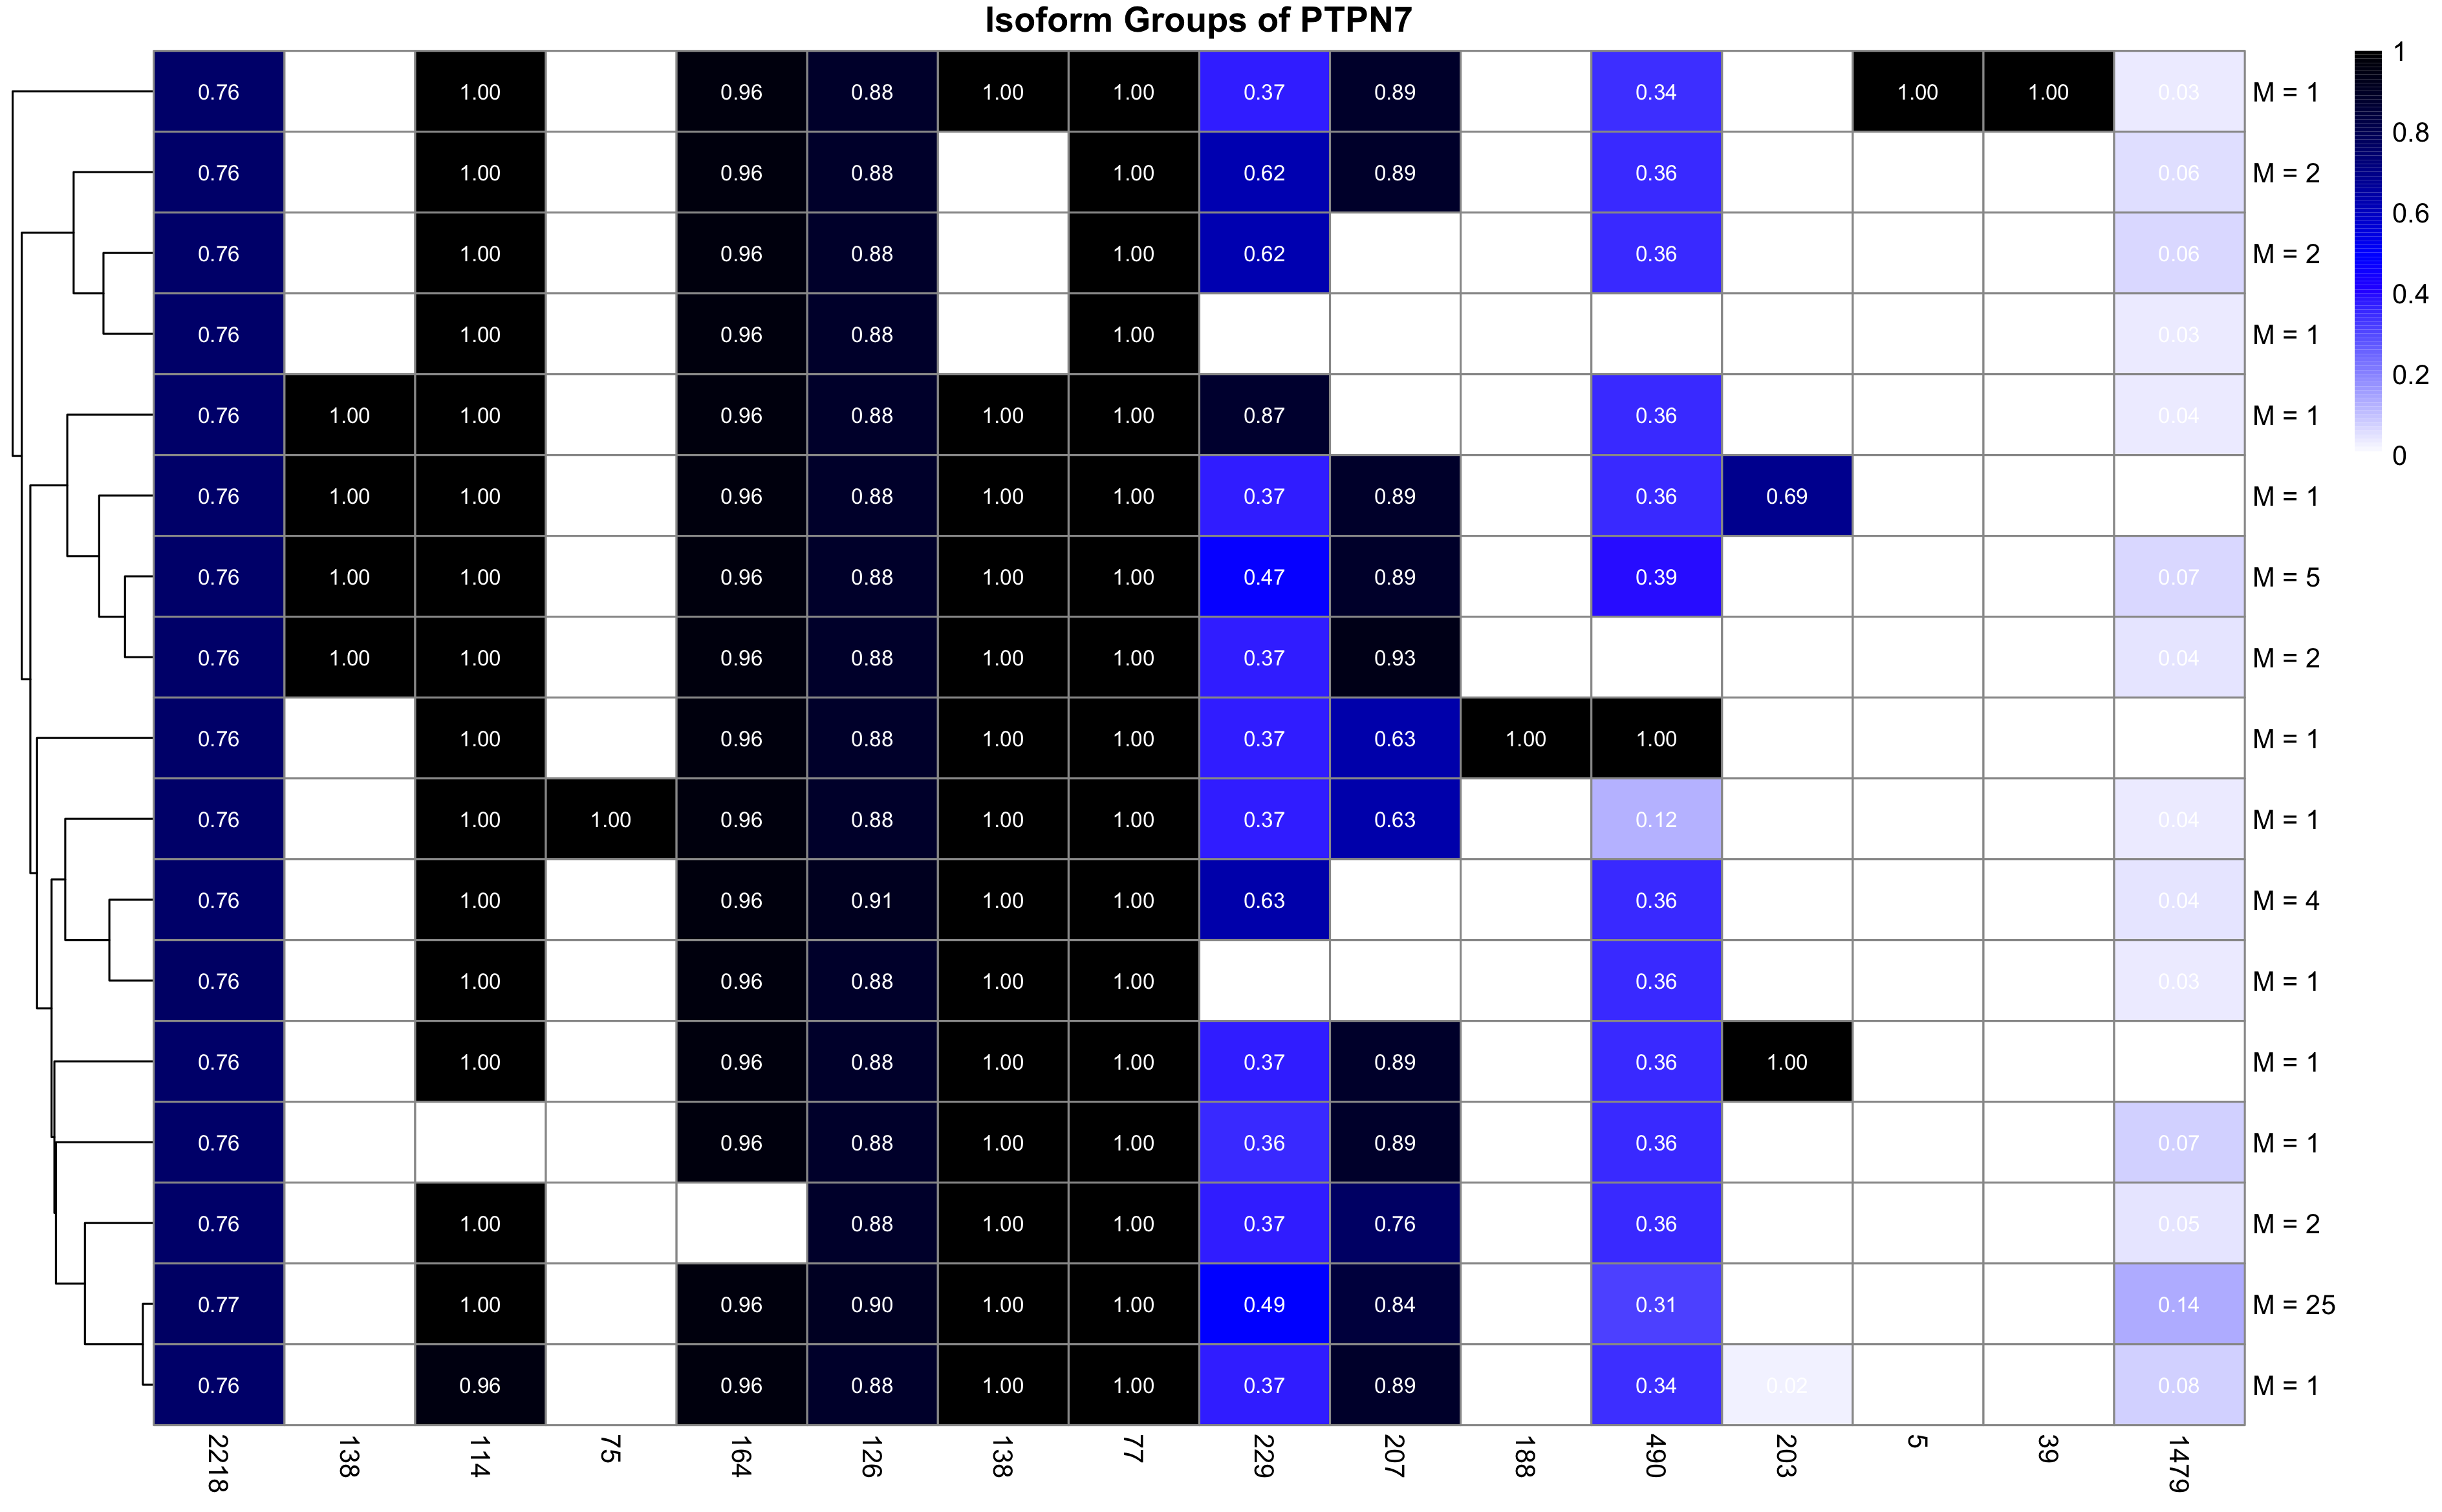 Isoform Groups of PTPN7
0.76 1.00 0.96 0.88 1.00 1.00 0.37 0.89 0.34 1.00 1.00 0.03 M = 1
0.76 1.00 0.96 0.88 1.00 0.62 0.89 0.36 0.06 M = 2
0.76 1.00 0.96 0.88 1.00 0.62 0.36 0.06 M = 2
0.76 1.00 0.96 0.88 1.00 0.03 M = 1
0.76 1.00 1.00 0.96 0.88 1.00 1.00 0.87 0.36 0.04 M = 1
0.76 1.00 1.00 0.96 0.88 1.00 1.00 0.37 0.89 0.36 0.69 M = 1
0.76 1.00 1.00 0.96 0.88 1.00 1.00 0.47 0.89 0.39 0.07 M = 5
0.76 1.00 1.00 0.96 0.88 1.00 1.00 0.37 0.93 0.04 M = 2
0.76 1.00 0.96 0.88 1.00 1.00 0.37 0.63 1.00 1.00 M = 1
0.76 1.00 1.00 0.96 0.88 1.00 1.00 0.37 0.63 0.12 0.04 M = 1
0.76 1.00 0.96 0.91 1.00 1.00 0.63 0.36 0.04 M = 4
0.76 1.00 0.96 0.88 1.00 1.00 0.36 0.03 M = 1
0.76 1.00 0.96 0.88 1.00 1.00 0.37 0.89 0.36 1.00 M = 1
0.76 0.96 0.88 1.00 1.00 0.36 0.89 0.36 0.07 M = 1
0.76 1.00 0.88 1.00 1.00 0.37 0.76 0.36 0.05 M = 2
0.77 1.00 0.96 0.90 1.00 1.00 0.49 0.84 0.31 0.14 M = 25
0.76 0.96 0.96 0.88 1.00 1.00 0.37 0.89 0.34 0.02 0.08 M = 1
2218 138 114 75 164 126 138 77 229 207 188 490 203 5 39 1479
1
0.8
0.6
0.4
0.2
0